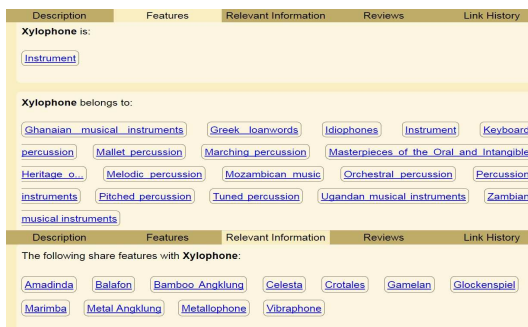 Description Features Relevant Information Reviews Link History
Xylophone is:
Instrument
Xylophone belongs to:
Ghanaian musical instruments Greek loanwords Idiophones Instrument Keyboard
percussion Mallet percussion Marching percussion Masterpieces of the Oral and Intangible
Heritage o... Melodic percussion Mozambican music Orchestral percussion Percussion
instruments Pitched percussion Tuned percussion Ugandan musical instruments Zambian
musical instruments
Description Features Relevant Information Reviews Link History
The following share features with Xylophone:
Amadinda Balafon Bamboo Angklung Celesta Crotales Gamelan Glockenspiel
Marimba Metal Angklung Metallophone Vibraphone